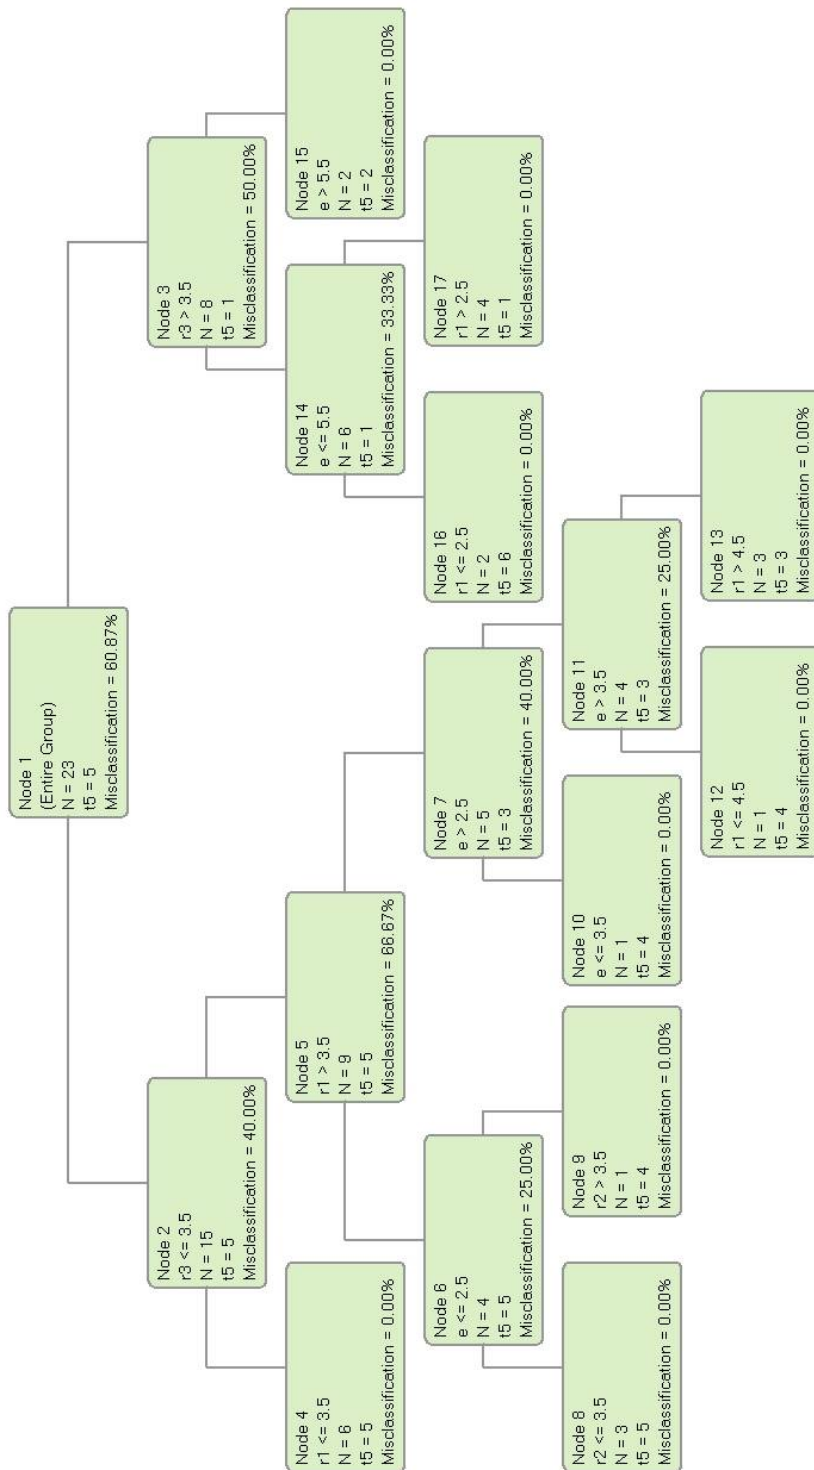 Node 1
(Entire Group)
N = 23
t5 = 5
Misclassification = 60.87%
Node 2
r3 <= 3.5
N = 15
t5 = 5
Misclassification = 40.00%
Node 3
r3 > 3.5
N = 8
t5 = 1
Misclassification = 50.00%
Node 4
r1 <= 3.5
N = 6
t5 = 5
Misclassification = 0.00%
Node 5
r1 > 3.5
N = 9
t5 = 5
Misclassification = 66.67%
Node 14
e <= 5.5
N = 6
t5 = 1
Misclassification = 33.33%
Node 15
e > 5.5
N = 2
t5 = 2
Misclassification = 0.00%
Node 6
e <= 2.5
N = 4
t5 = 5
Misclassification = 25.00%
Node 7
e > 2.5
N = 5
t5 = 3
Misclassification = 40.00%
Node 16
r1 <= 2.5
N = 2
t5 = 6
Misclassification = 0.00%
Node 17
r1 > 2.5
N = 4
t5 = 1
Misclassification = 0.00%
Node 8
r2 <= 3.5
N = 3
t5 = 5
Misclassification = 0.00%
Node 9
r2 > 3.5
N = 1
t5 = 4
Misclassification = 0.00%
Node 10
e <= 3.5
N = 1
t5 = 4
Misclassification = 0.00%
Node 11
e > 3.5
N = 4
t5 = 3
Misclassification = 25.00%
Node 12
r1 <= 4.5
N = 1
t5 = 4
Misclassification = 0.00%
Node 13
r1 > 4.5
N = 3
t5 = 3
Misclassification = 0.00%